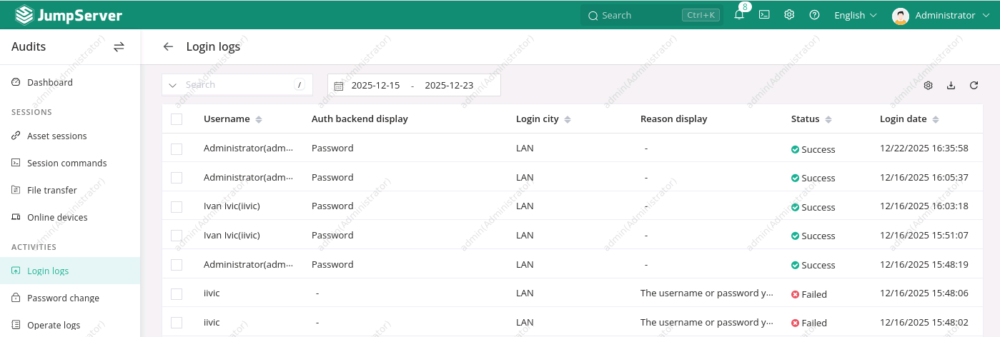 JumpServer
Search Ctrl+K
8
English
Administrator
Audits
Login logs
Dashboard
SESSIONS
Asset sessions
Session commands
File transfer
Online devices
ACTIVITIES
Login logs
Password change
Operate logs
Search /
2025-12-15 - 2025-12-23
Username Auth backend display Login city Reason display Status Login date
Administrator(adm... Password LAN - Success 12/22/2025 16:35:58
Administrator(adm... Password LAN - Success 12/16/2025 16:05:37
Ivan Ivic(iivic) Password LAN - Success 12/16/2025 16:03:18
Ivan Ivic(iivic) Password LAN - Success 12/16/2025 15:51:07
Administrator(adm... Password LAN - Success 12/16/2025 15:48:19
iivic - LAN The username or password y... Failed 12/16/2025 15:48:06
iivic - LAN The username or password y... Failed 12/16/2025 15:48:02
admin(Administrator)